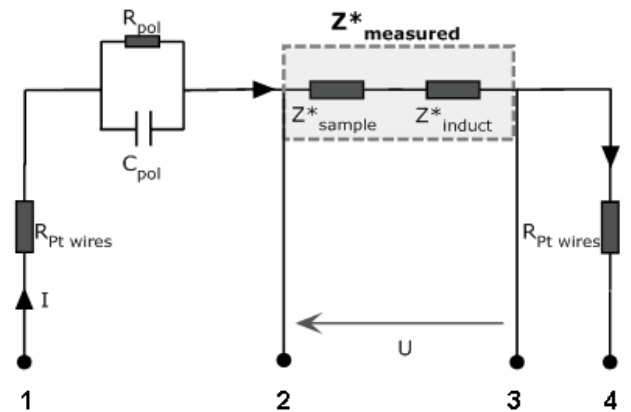 Z*measured
Rpol
Z*sample
Z*induct
Cpol
RPt wires
RPt wires
I
U
1
2
3
4